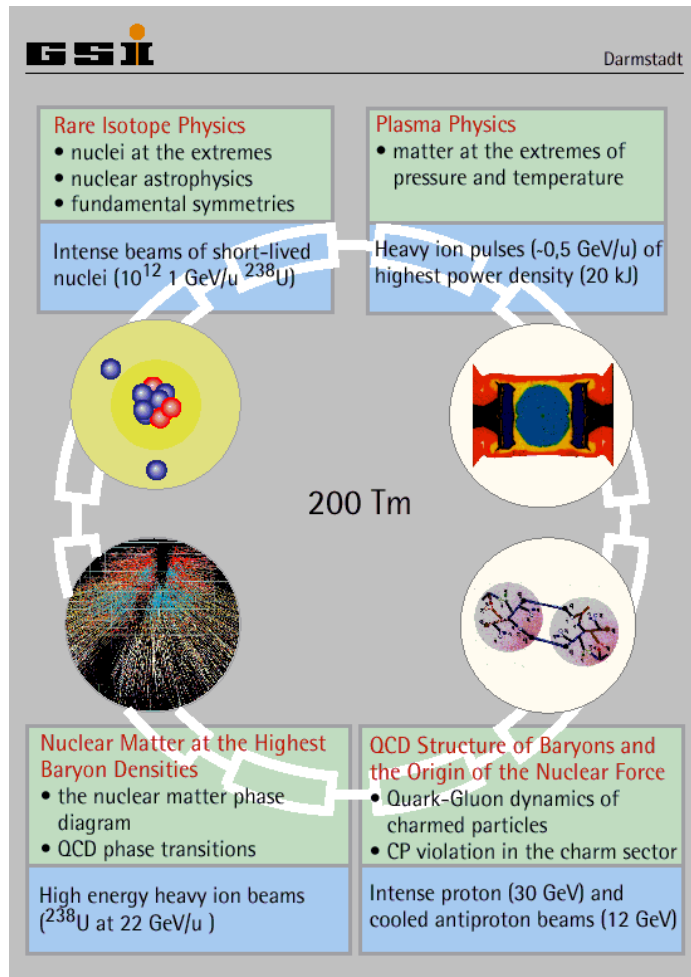 GSI
Darmstadt
Rare Isotope Physics
• nuclei at the extremes
• nuclear astrophysics
• fundamental symmetries
Intense beams of short-lived
nuclei (10¹² 1 GeV/u ²³⁸U)
Plasma Physics
• matter at the extremes of
pressure and temperature
Heavy ion pulses (~0,5 GeV/u) of
highest power density (20 kJ)
200 Tm
Nuclear Matter at the Highest
Baryon Densities
• the nuclear matter phase
diagram
• QCD phase transitions
High energy heavy ion beams
(²³⁸U at 22 GeV/u )
QCD Structure of Baryons and
the Origin of the Nuclear Force
• Quark-Gluon dynamics of
charmed particles
• CP violation in the charm sector
Intense proton (30 GeV) and
cooled antiproton beams (12 GeV)